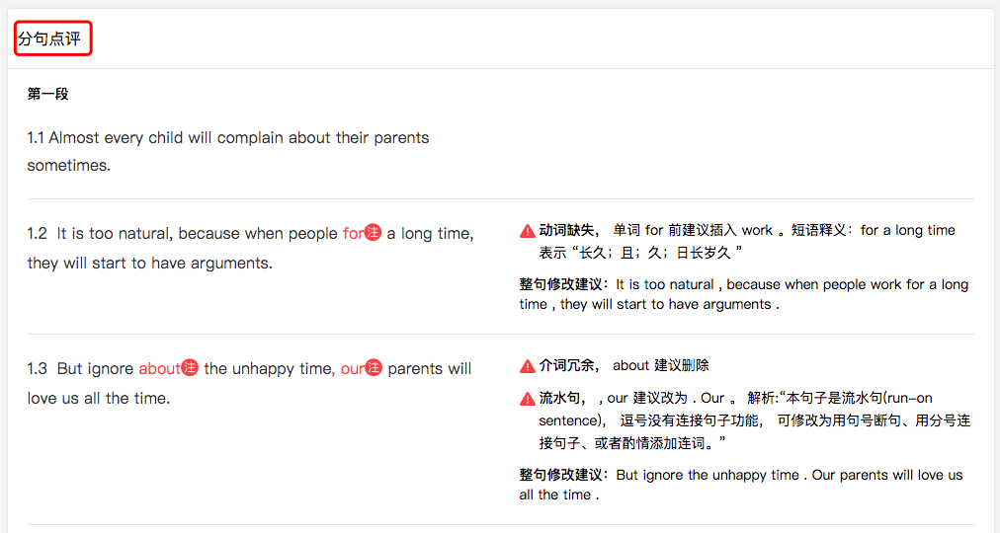 分句点评
第一段
1.1 Almost every child will complain about their parents
sometimes.
1.2 It is too natural, because when people for注 a long time,
they will start to have arguments.
动词缺失， 单词 for 前建议插入 work 。短语释义：for a long time
表示 “长久；且；久；日长岁久 ”
整句修改建议：It is too natural , because when people work for a long
time , they will start to have arguments .
1.3 But ignore about注 the unhappy time, our注 parents will
love us all the time.
介词冗余， about 建议删除
流水句， , our 建议改为 . Our 。 解析:“本句子是流水句(run-on
sentence)， 逗号没有连接句子功能， 可修改为用句号断句、用分号连
接句子、或者酌情添加连词。”
整句修改建议：But ignore the unhappy time . Our parents will love us
all the time .